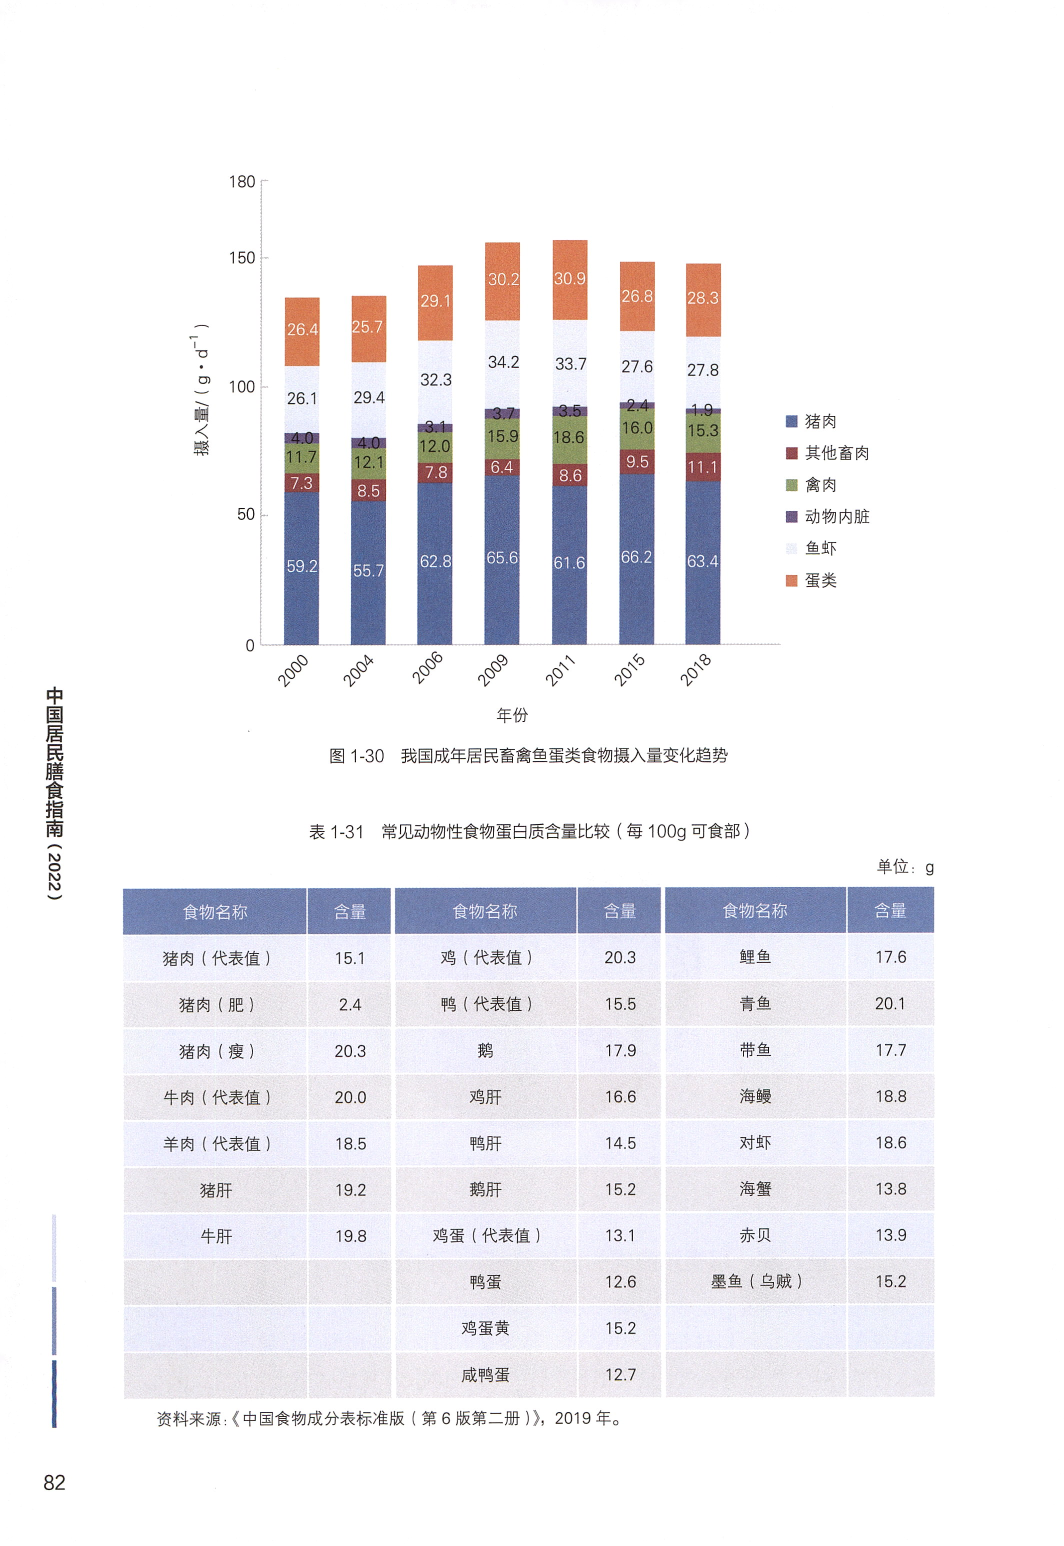 180
150
100
50
0
摄入量/(g·d⁻¹)
26.4 25.7 29.1 30.2 30.9 26.8 28.3
26.1 29.4 32.3 34.2 33.7 27.6 27.8
4.0 4.0 3.1 3.7 3.5 2.4 1.9
11.7 12.1 12.0 15.9 18.6 16.0 15.3
7.3 8.5 7.8 6.4 8.6 9.5 11.1
59.2 55.7 62.8 65.6 61.6 66.2 63.4
2000 2004 2006 2009 2011 2015 2018
年份
猪肉
其他畜肉
禽肉
动物内脏
鱼虾
蛋类
图 1-30 我国成年居民畜禽鱼蛋类食物摄入量变化趋势
表 1-31 常见动物性食物蛋白质含量比较（每 100g 可食部）
单位：g
食物名称 含量 食物名称 含量 食物名称 含量
猪肉（代表值） 15.1 鸡（代表值） 20.3 鲤鱼 17.6
猪肉（肥） 2.4 鸭（代表值） 15.5 青鱼 20.1
猪肉（瘦） 20.3 鹅 17.9 带鱼 17.7
牛肉（代表值） 20.0 鸡肝 16.6 海鳗 18.8
羊肉（代表值） 18.5 鸭肝 14.5 对虾 18.6
猪肝 19.2 鹅肝 15.2 海蟹 13.8
牛肝 19.8 鸡蛋（代表值） 13.1 赤贝 13.9
鸭蛋 12.6 墨鱼（乌贼） 15.2
鸡蛋黄 15.2
咸鸭蛋 12.7
资料来源：《中国食物成分表标准版（第 6 版第二册）》，2019 年。
中国居民膳食指南（2022）
82